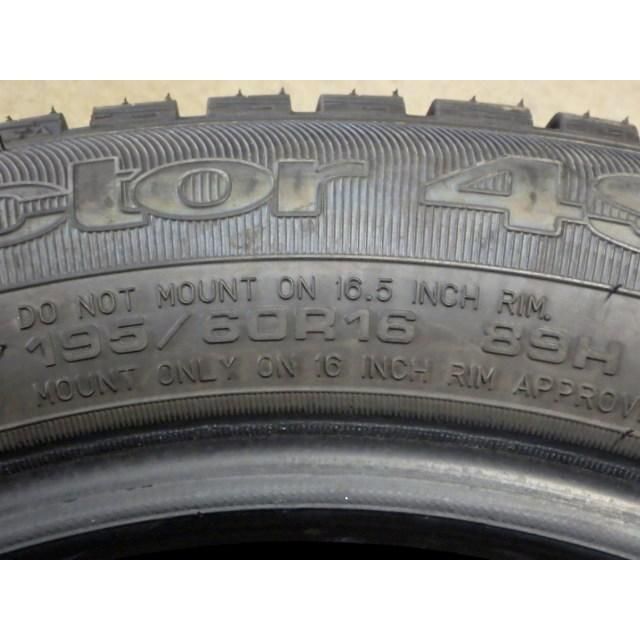 ctor 4S
DO NOT MOUNT ON 16.5 INCH RIM.
195/60R16 89H
MOUNT ONLY ON 16 INCH RIM APPROV